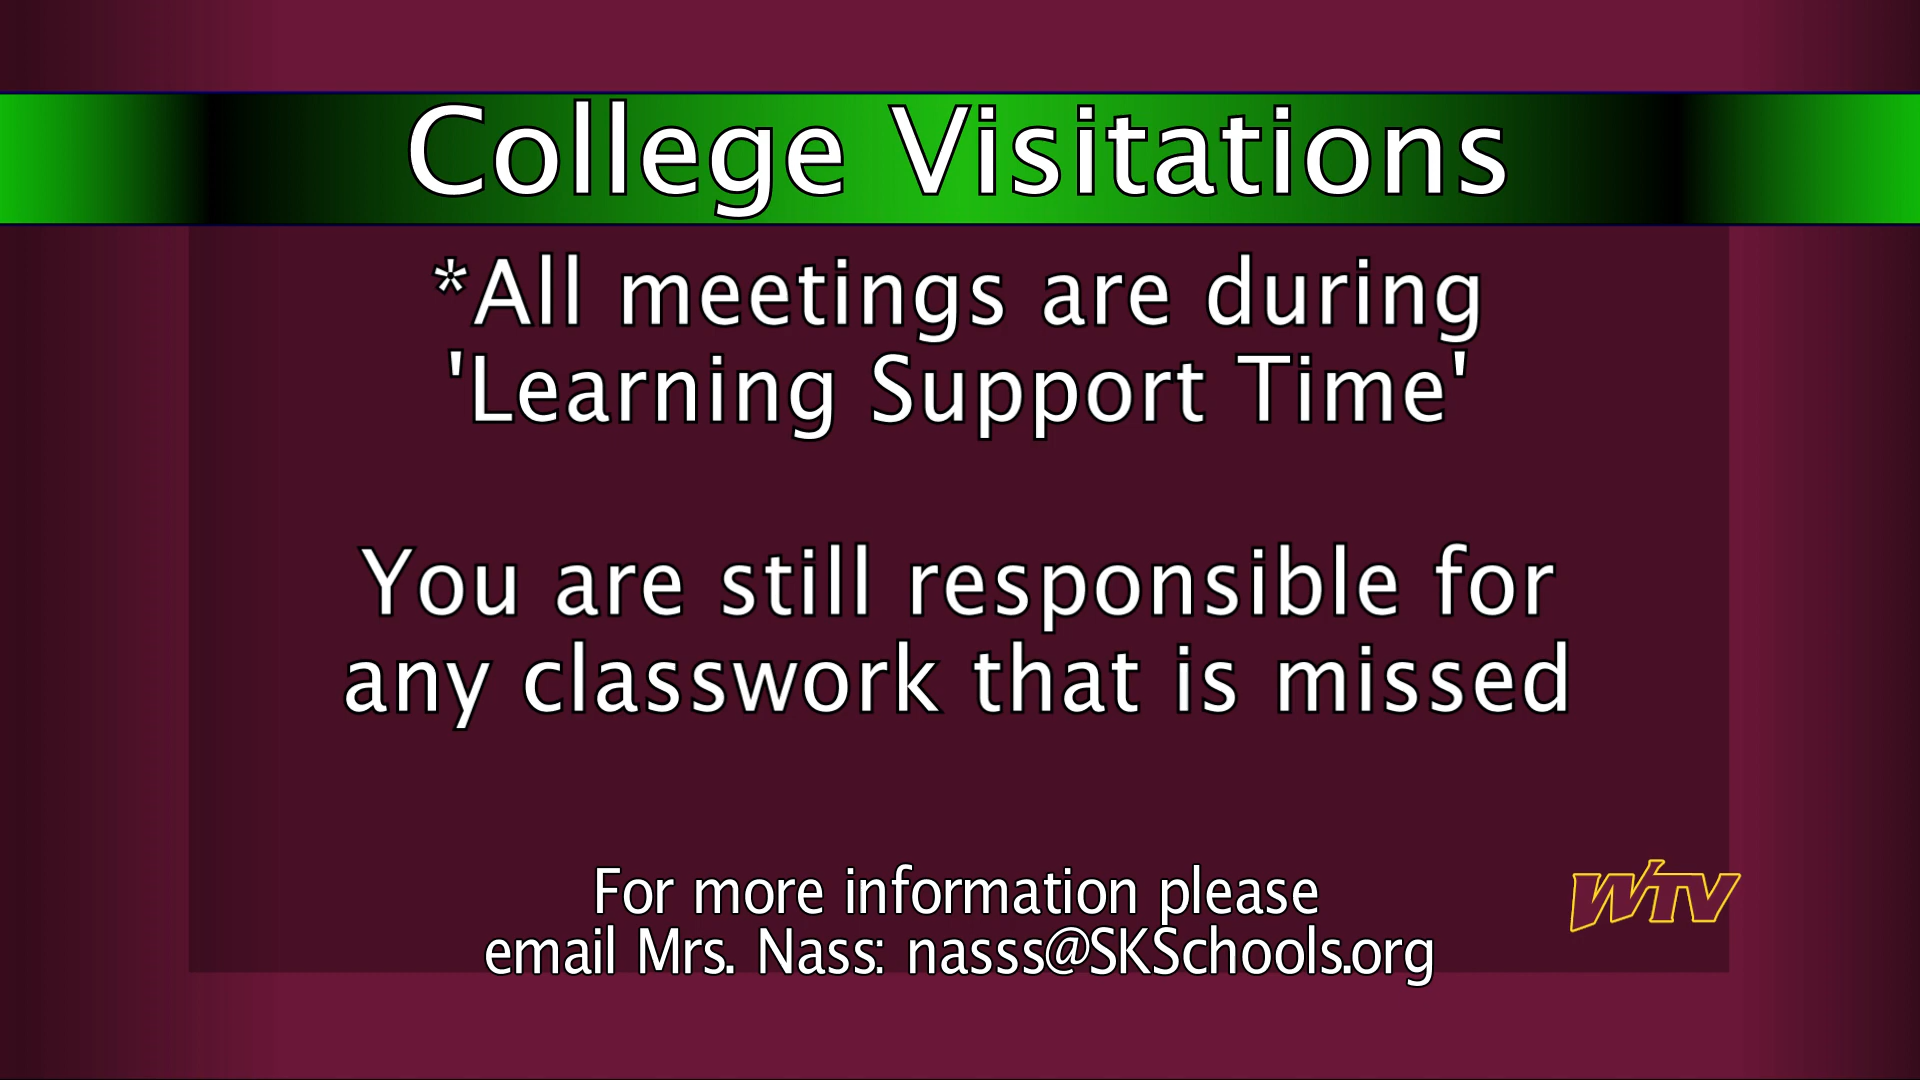 College Visitations
*All meetings are during
'Learning Support Time'
You are still responsible for
any classwork that is missed
For more information please
email Mrs. Nass: nasss@SKSchools.org
WTV